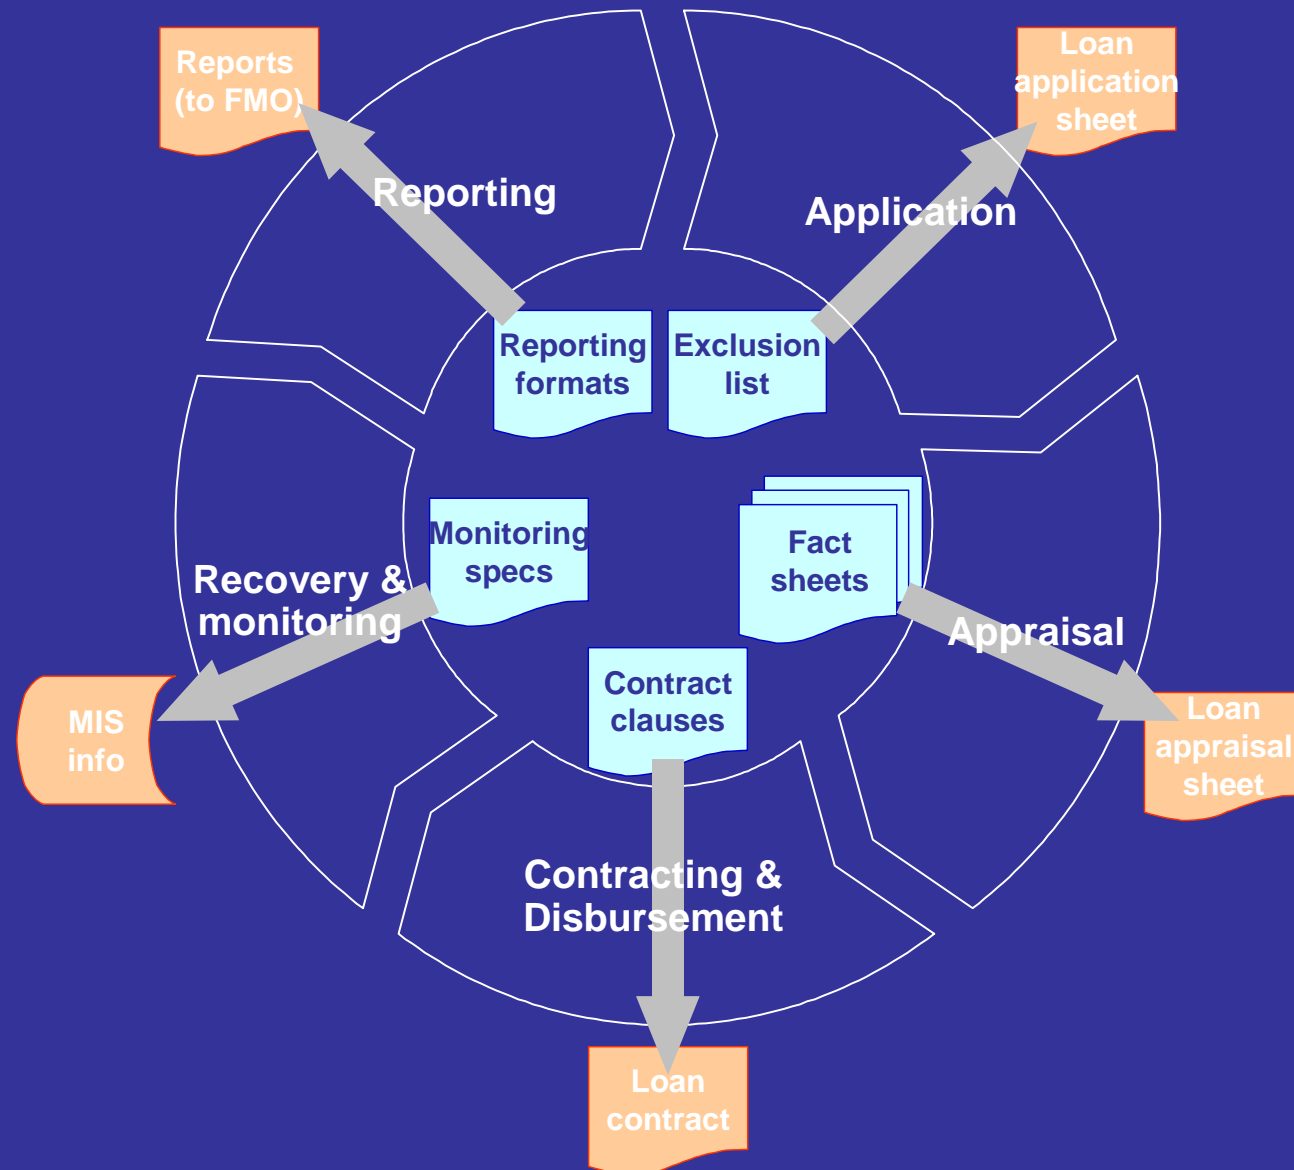 Reports
(to FMO)
Loan
application
sheet
Reporting
Application
Reporting
formats
Exclusion
list
Monitoring
specs
Fact
sheets
Recovery &
monitoring
Appraisal
Contract
clauses
MIS
info
Loan
appraisal
sheet
Contracting &
Disbursement
Loan
contract